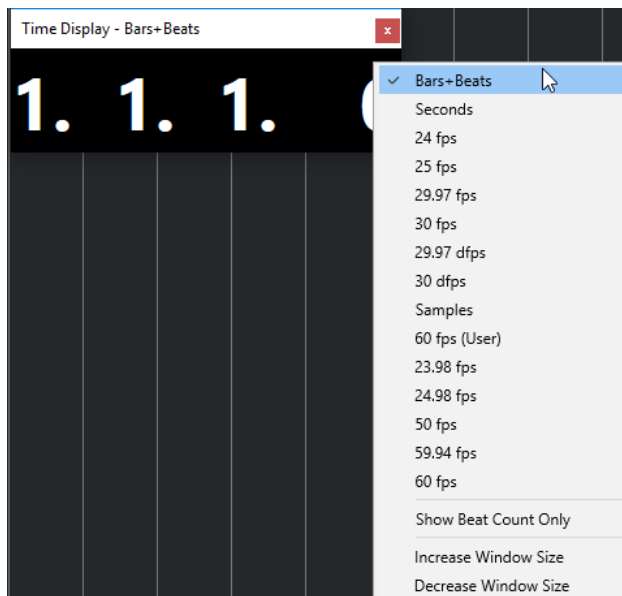 Time Display - Bars+Beats
x
1. 1. 1. 0
Bars+Beats
Seconds
24 fps
25 fps
29.97 fps
30 fps
29.97 dfps
30 dfps
Samples
60 fps (User)
23.98 fps
24.98 fps
50 fps
59.94 fps
60 fps
Show Beat Count Only
Increase Window Size
Decrease Window Size